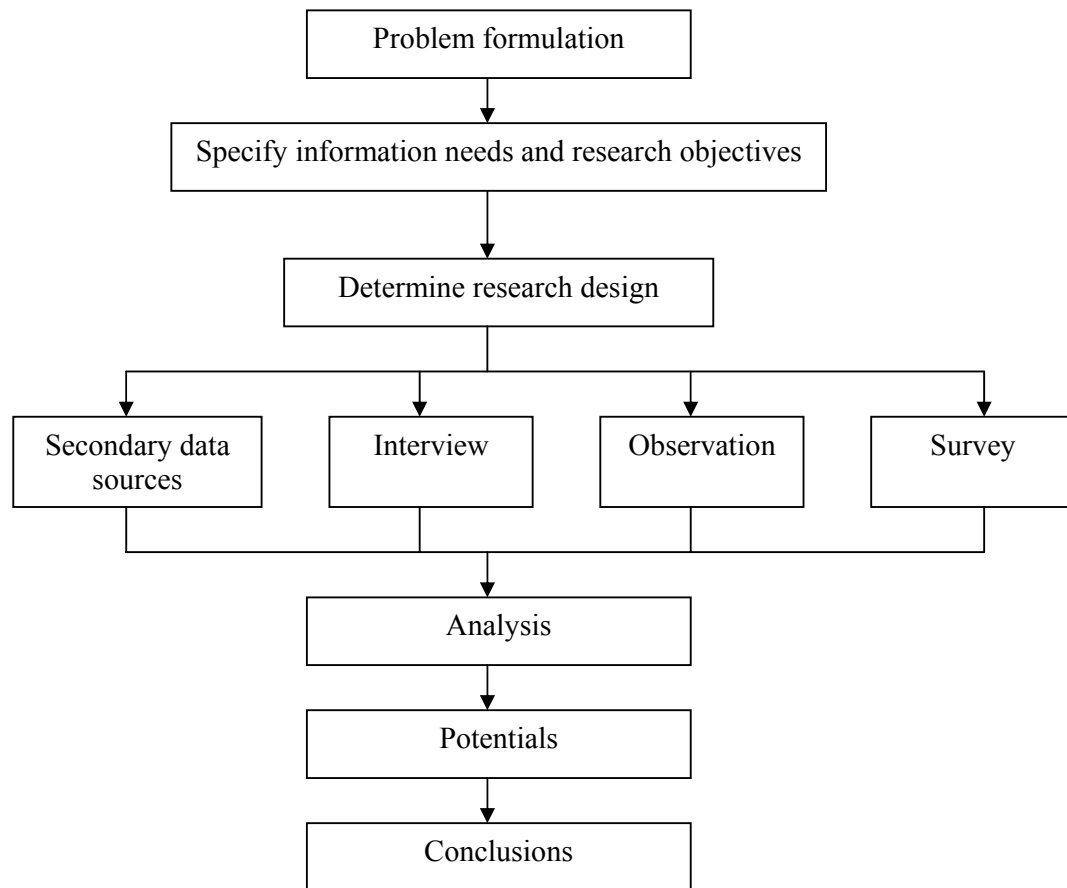 Problem formulation
Specify information needs and research objectives
Determine research design
Secondary data
sources
Interview
Observation
Survey
Analysis
Potentials
Conclusions